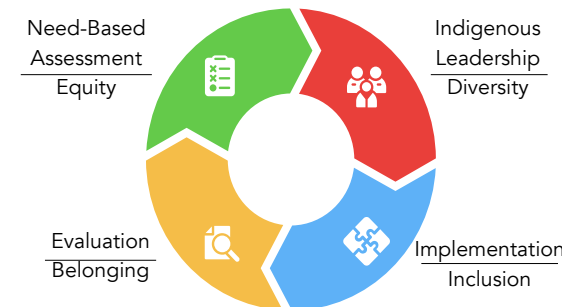 Need-Based
Assessment
Equity
Indigenous
Leadership
Diversity
Evaluation
Belonging
Implementation
Inclusion